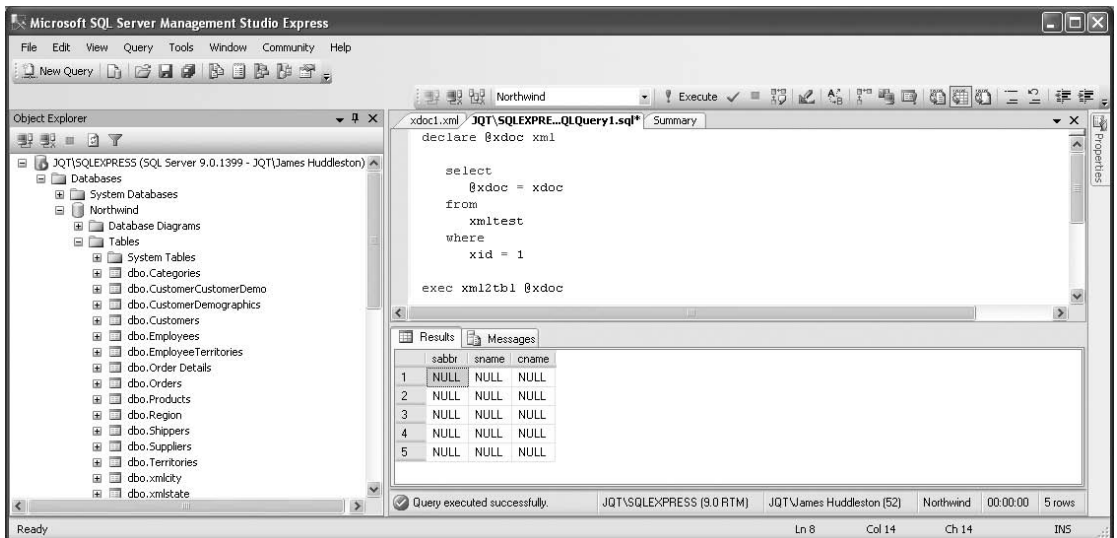 Microsoft SQL Server Management Studio Express
File Edit View Query Tools Window Community Help
New Query
Northwind Execute
Object Explorer
xdoc1.xml JQT\SQLEXPRE...QLQuery1.sql* Summary
Properties
JQT\SQLEXPRESS (SQL Server 9.0.1399 - JQT\James Huddleston)
Databases
System Databases
Northwind
Database Diagrams
Tables
System Tables
dbo.Categories
dbo.CustomerCustomerDemo
dbo.CustomerDemographics
dbo.Customers
dbo.Employees
dbo.EmployeeTerritories
dbo.Order Details
dbo.Orders
dbo.Products
dbo.Region
dbo.Shippers
dbo.Suppliers
dbo.Territories
dbo.xmlcity
dbo.xmlstate
declare @xdoc xml
select
@xdoc = xdoc
from
xmltest
where
xid = 1
exec xml2tbl @xdoc
Results Messages
sabbr sname cname
1 NULL NULL NULL
2 NULL NULL NULL
3 NULL NULL NULL
4 NULL NULL NULL
5 NULL NULL NULL
Query executed successfully. JQT\SQLEXPRESS (9.0 RTM) JQT\James Huddleston (52) Northwind 00:00:00 5 rows
Ready Ln 8 Col 14 Ch 14 INS